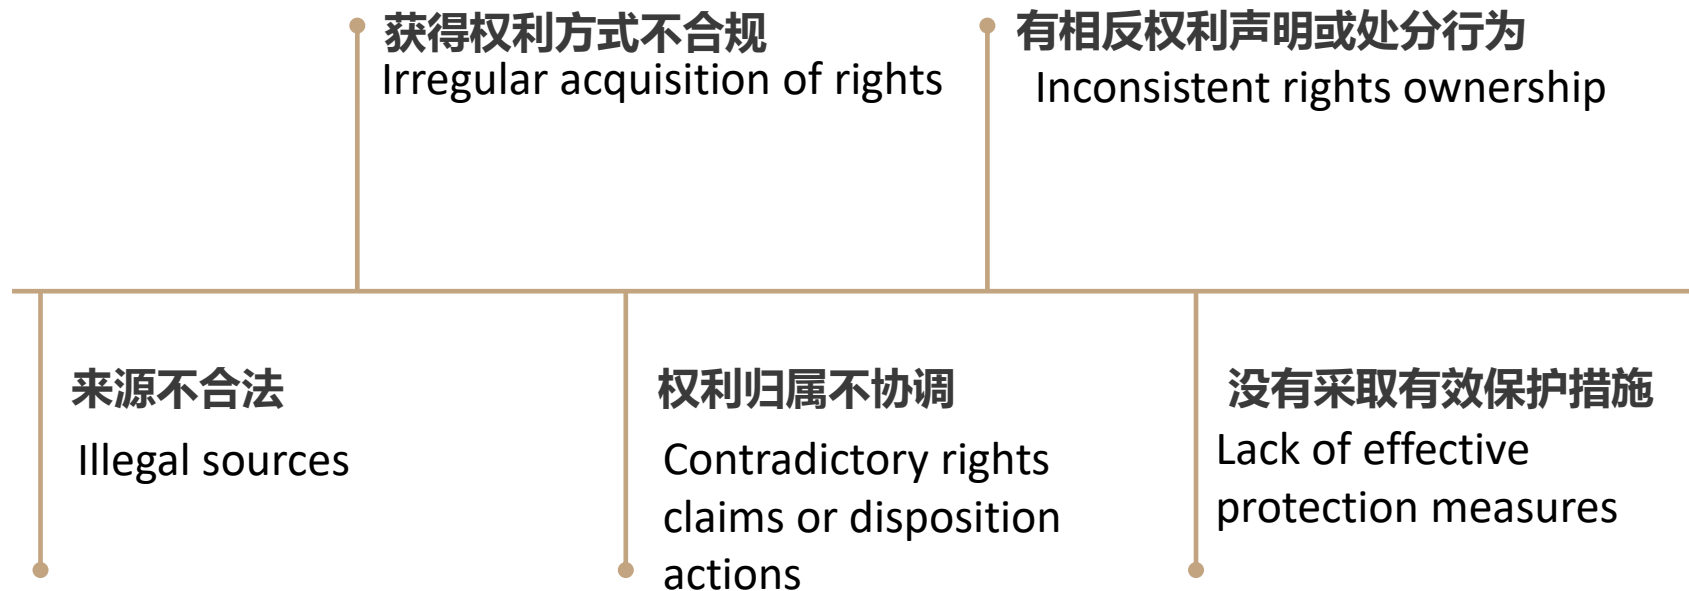 获得权利方式不合规
Irregular acquisition of rights
有相反权利声明或处分行为
Inconsistent rights ownership
来源不合法
Illegal sources
权利归属不协调
Contradictory rights
claims or disposition
actions
没有采取有效保护措施
Lack of effective
protection measures